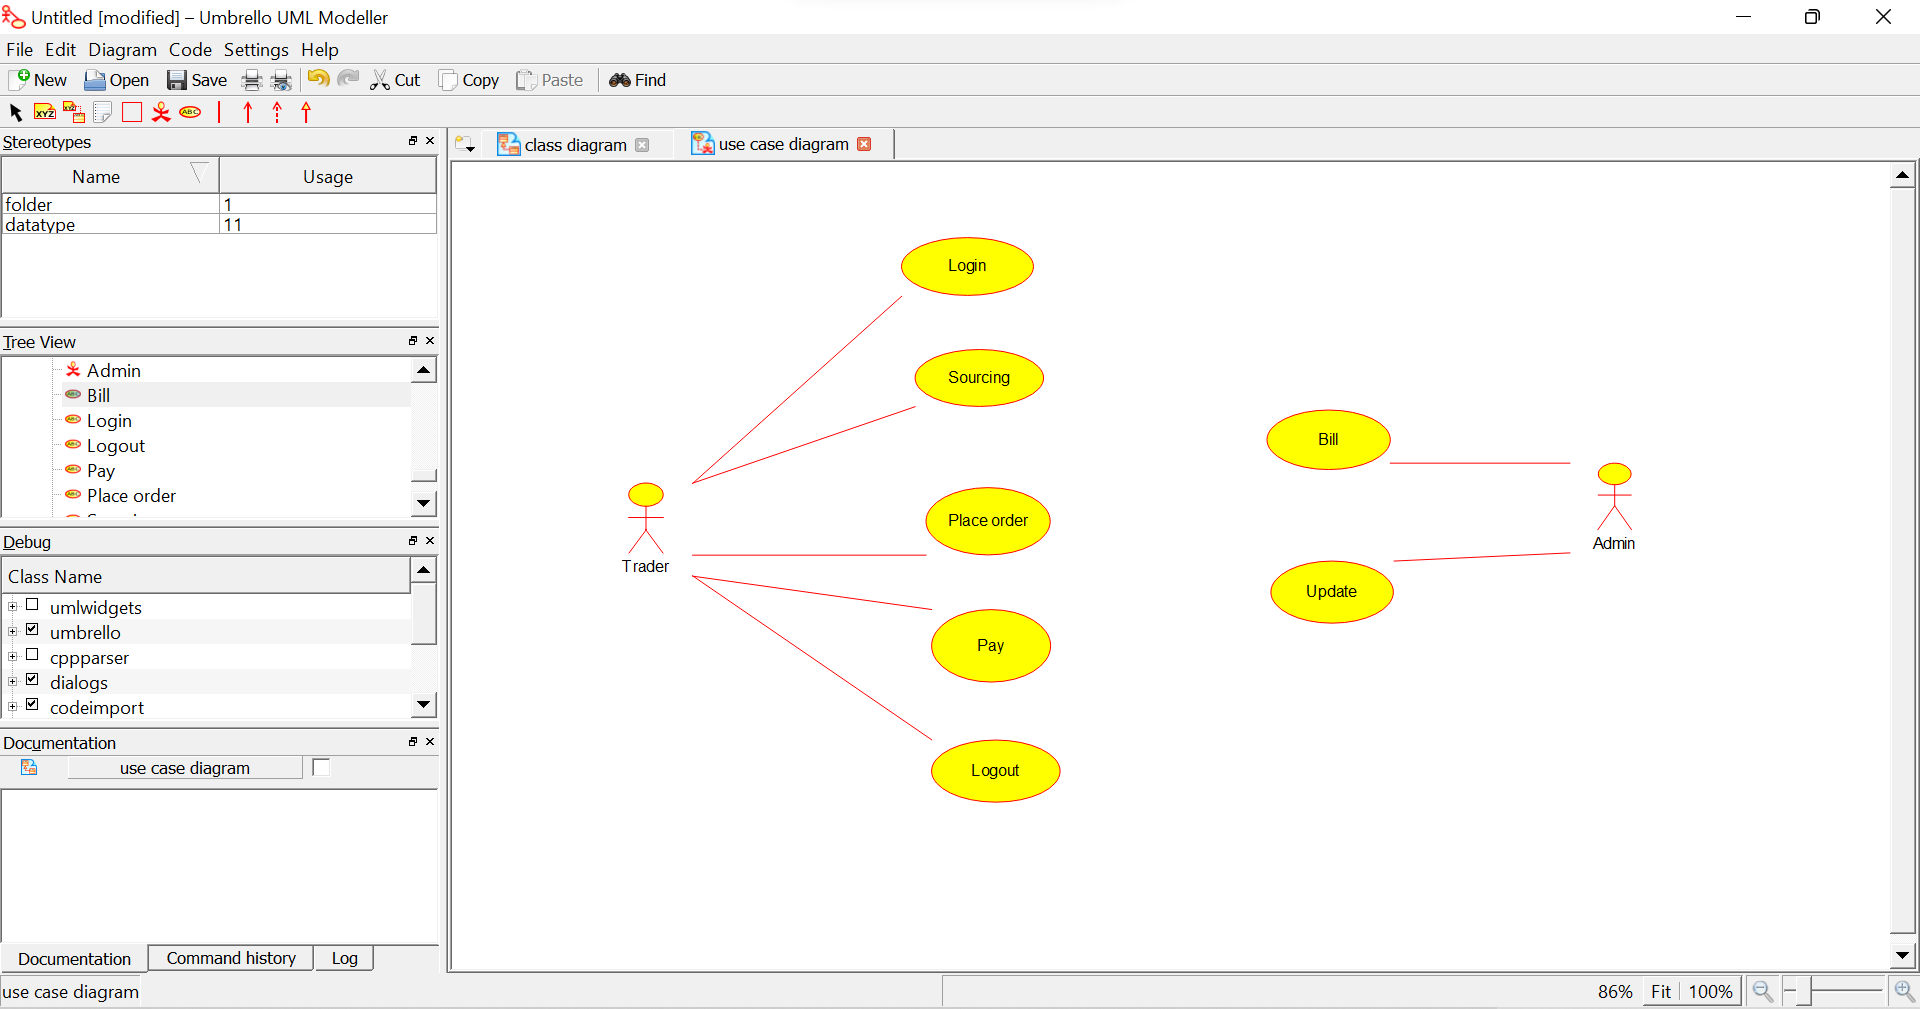 Untitled [modified] – Umbrello UML Modeller
File Edit Diagram Code Settings Help
New Open Save Cut Copy Paste Find
XYZ XYZ ABC
Stereotypes
class diagram use case diagram
Name Usage
folder 1
datatype 11
Tree View
Admin
Bill
Login
Logout
Pay
Place order
Debug
Class Name
umlwidgets
umbrello
cppparser
dialogs
codeimport
Documentation
use case diagram
Documentation Command history Log
Login
Sourcing
Place order
Pay
Logout
Trader
Bill
Update
Admin
use case diagram 86% Fit 100%